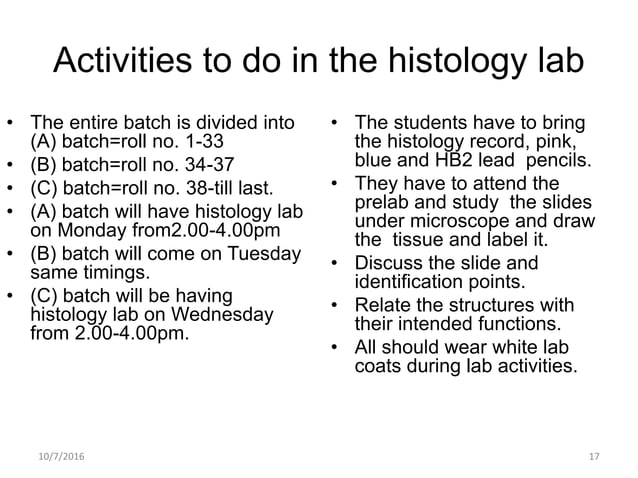 Activities to do in the histology lab
• The entire batch is divided into
(A) batch=roll no. 1-33
• (B) batch=roll no. 34-37
• (C) batch=roll no. 38-till last.
• (A) batch will have histology lab
on Monday from2.00-4.00pm
• (B) batch will come on Tuesday
same timings.
• (C) batch will be having
histology lab on Wednesday
from 2.00-4.00pm.
• The students have to bring
the histology record, pink,
blue and HB2 lead pencils.
• They have to attend the
prelab and study the slides
under microscope and draw
the tissue and label it.
• Discuss the slide and
identification points.
• Relate the structures with
their intended functions.
• All should wear white lab
coats during lab activities.
10/7/2016
17